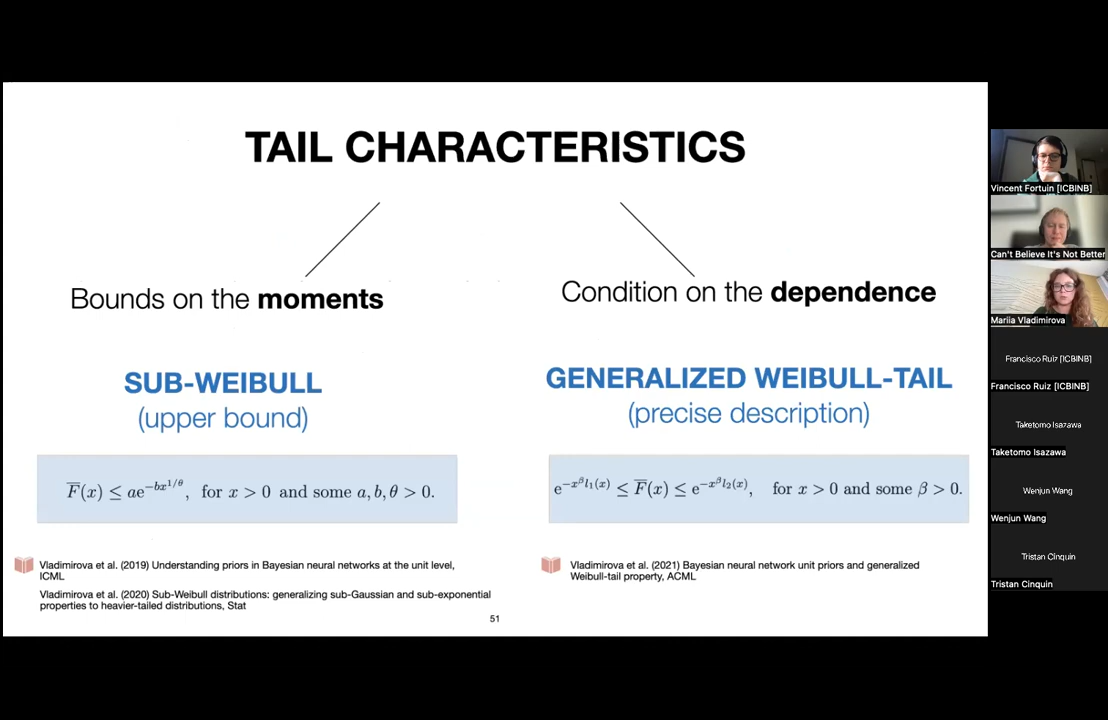 TAIL CHARACTERISTICS
Bounds on the moments
SUB-WEIBULL
(upper bound)
F̅(x) ≤ ae^{−bx^{1/θ}}, for x > 0 and some a, b, θ > 0.
Vladimirova et al. (2019) Understanding priors in Bayesian neural networks at the unit level,
ICML
Vladimirova et al. (2020) Sub-Weibull distributions: generalizing sub-Gaussian and sub-exponential
properties to heavier-tailed distributions, Stat
Condition on the dependence
GENERALIZED WEIBULL-TAIL
(precise description)
e^{−x^β l₁(x)} ≤ F̅(x) ≤ e^{−x^β l₂(x)}, for x > 0 and some β > 0.
Vladimirova et al. (2021) Bayesian neural network unit priors and generalized
Weibull-tail property, ACML
51
Vincent Fortuin [ICBINB]
Can't Believe It's Not Better
Mariia Vladimirova
Francisco Ruiz [ICBINB]
Francisco Ruiz [ICBINB]
Taketomo Isazawa
Taketomo Isazawa
Wenjun Wang
Wenjun Wang
Tristan Cinquin
Tristan Cinquin